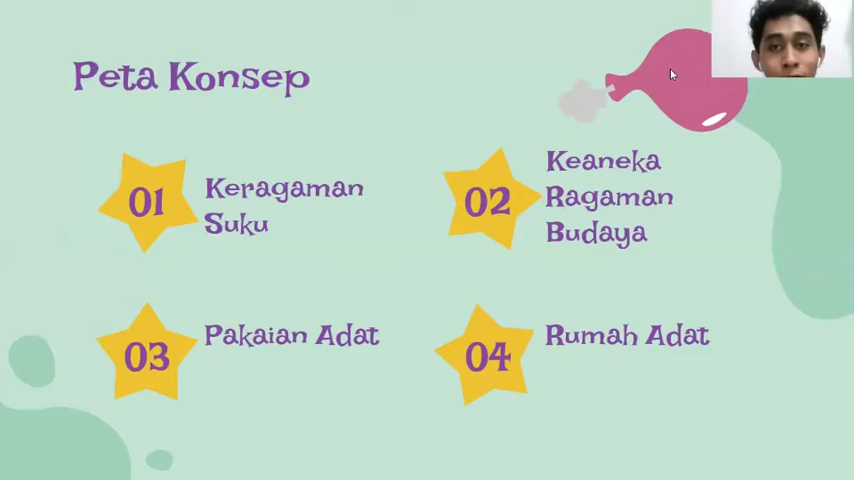 Peta Konsep
01
Keragaman
Suku
02
Keaneka
Ragaman
Budaya
03
Pakaian Adat
04
Rumah Adat